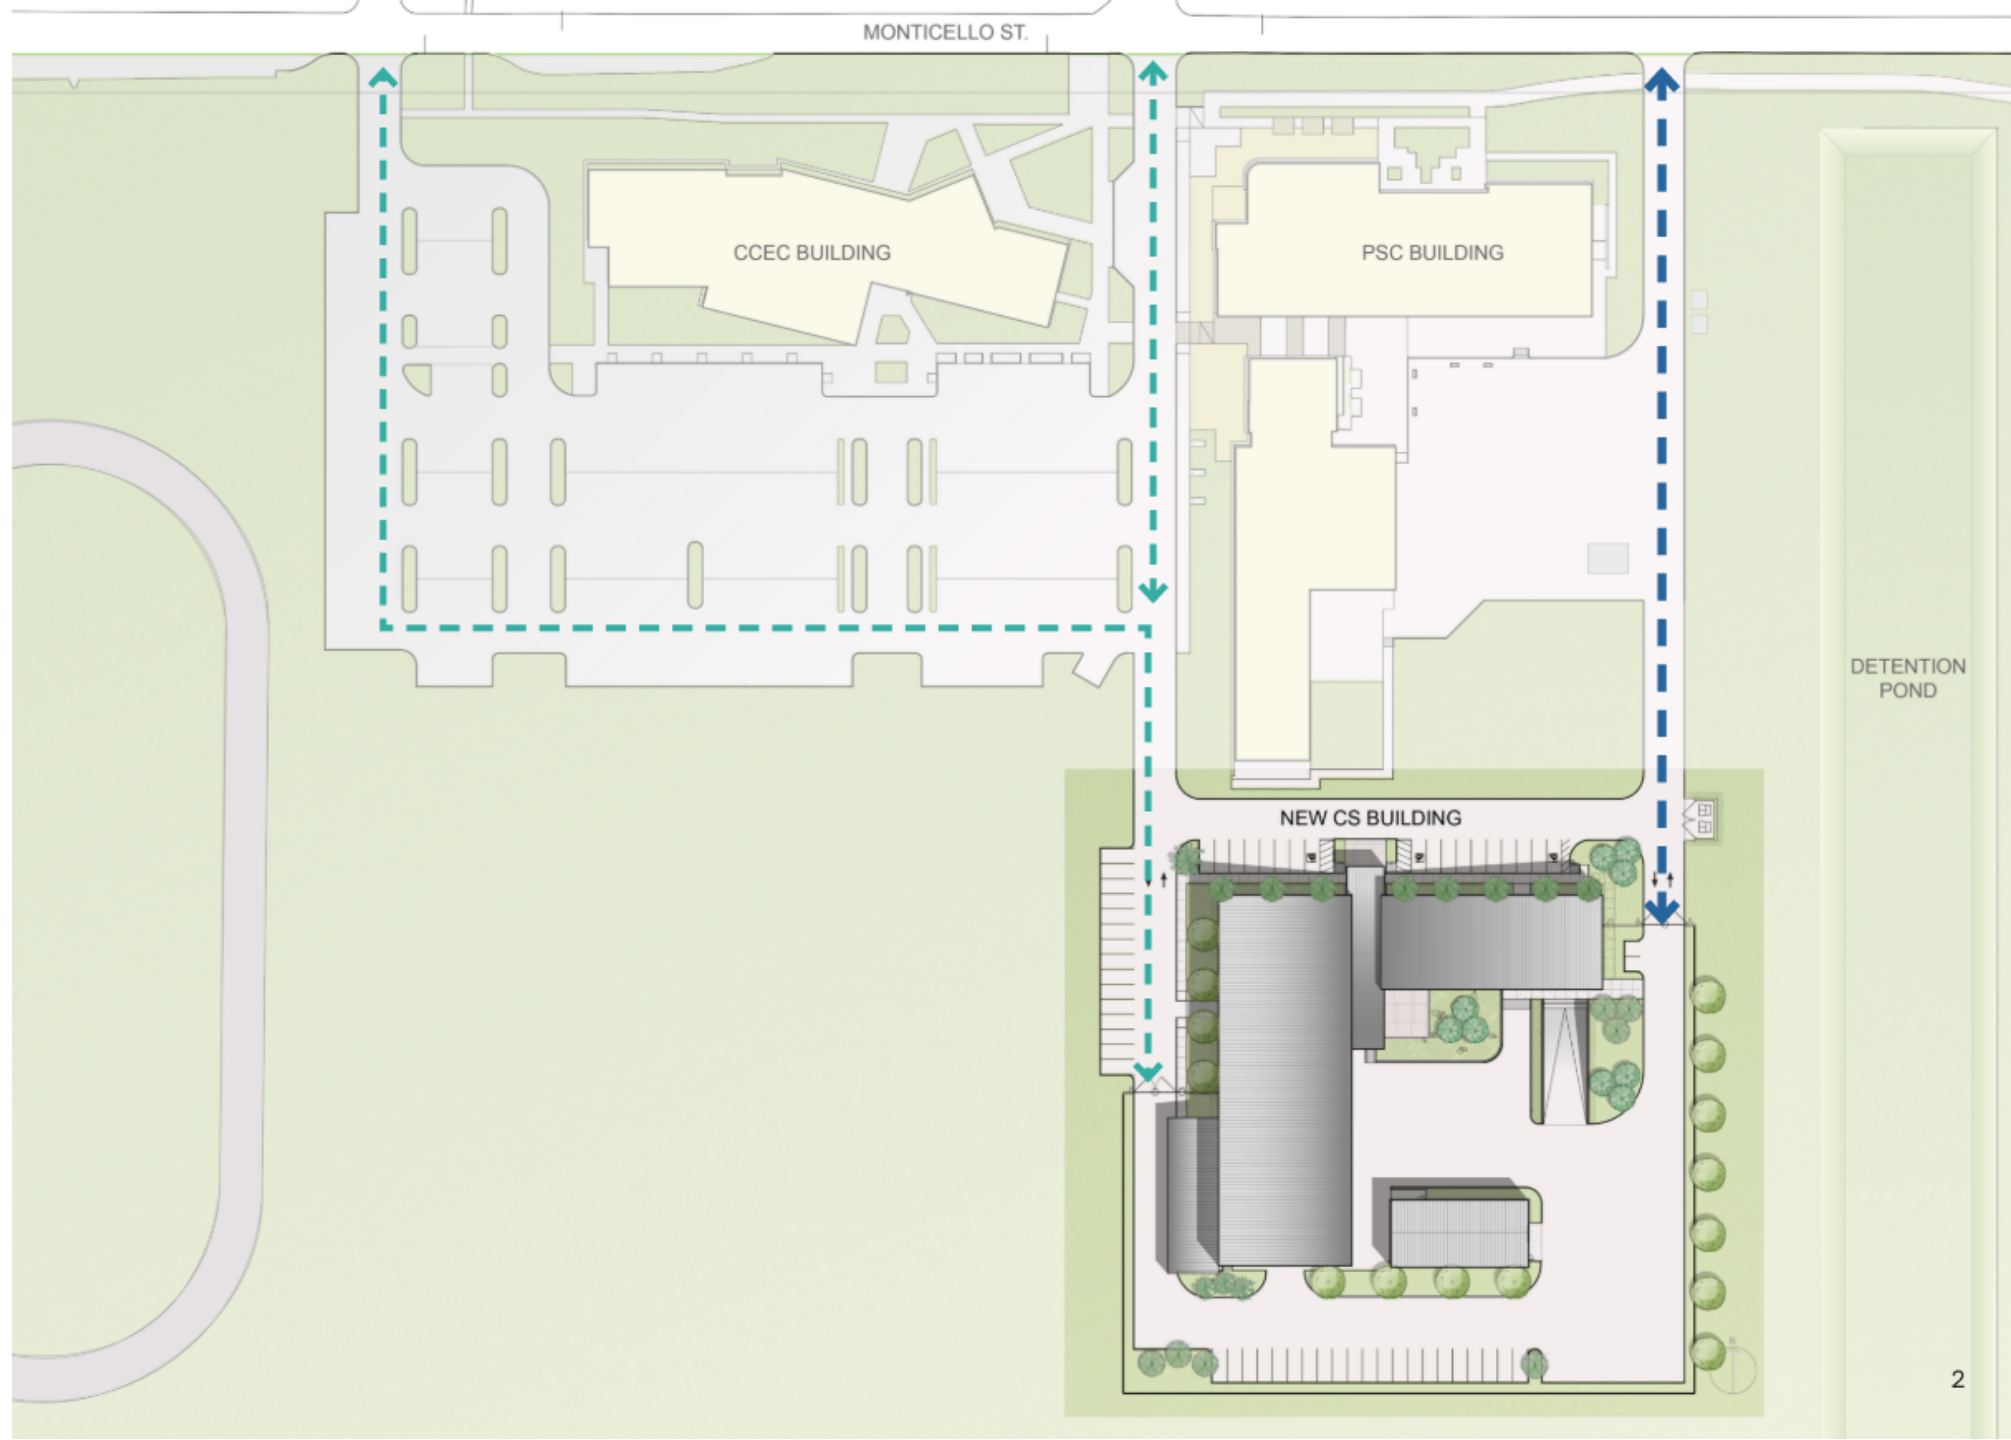 MONTICELLO ST.
CCEC BUILDING
PSC BUILDING
DETENTION
POND
NEW CS BUILDING
N
2